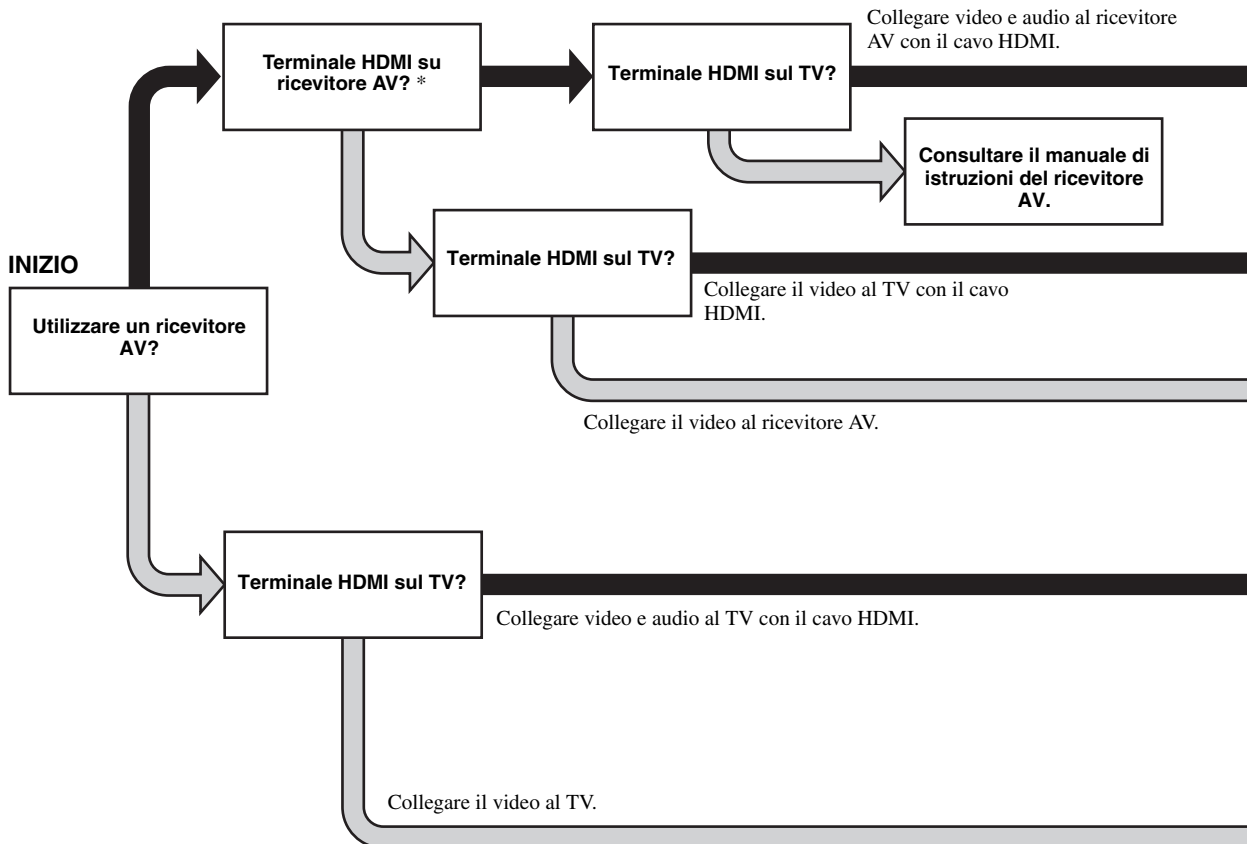 Collegare video e audio al ricevitore
AV con il cavo HDMI.
Terminale HDMI su
ricevitore AV? *
Terminale HDMI sul TV?
Consultare il manuale di
istruzioni del ricevitore
AV.
Terminale HDMI sul TV?
INIZIO
Collegare il video al TV con il cavo
HDMI.
Utilizzare un ricevitore
AV?
Collegare il video al ricevitore AV.
Terminale HDMI sul TV?
Collegare video e audio al TV con il cavo HDMI.
Collegare il video al TV.